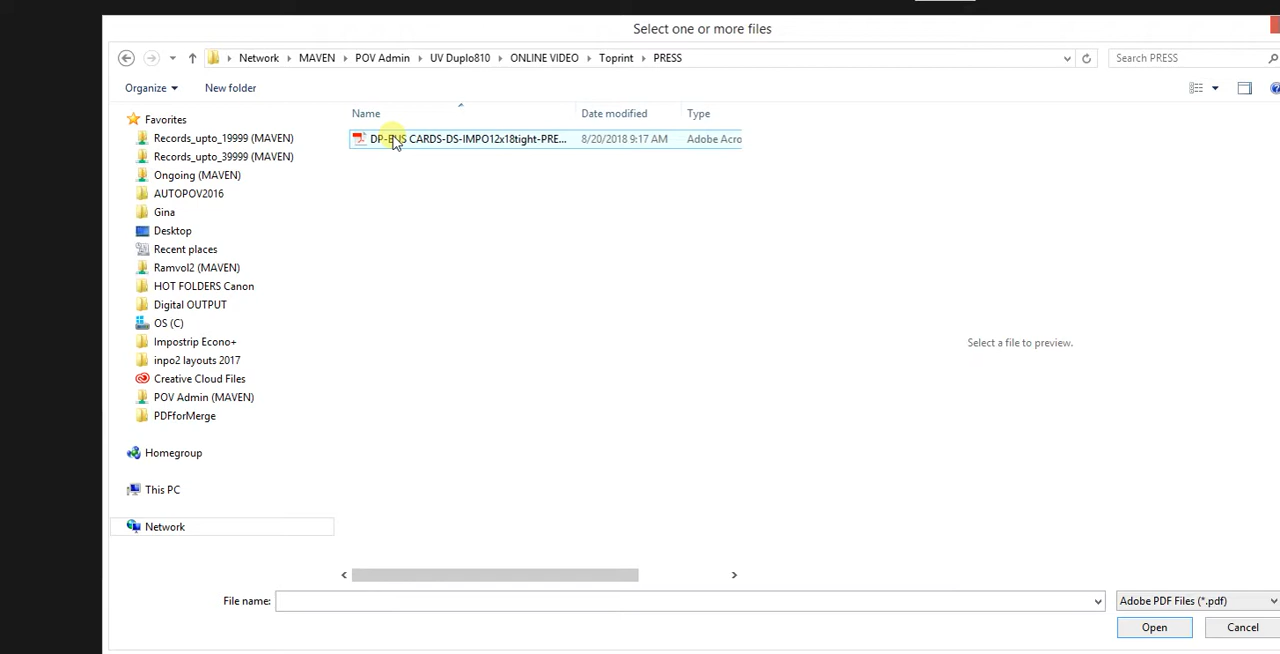 Select one or more files
Network MAVEN POV Admin UV Duplo810 ONLINE VIDEO Toprint PRESS
Search PRESS
Organize New folder
Name Date modified Type
DP-BNS CARDS-DS-IMPO12x18tight-PRE... 8/20/2018 9:17 AM Adobe Acro
Favorites
Records_upto_19999 (MAVEN)
Records_upto_39999 (MAVEN)
Ongoing (MAVEN)
AUTOPOV2016
Gina
Desktop
Recent places
Ramvol2 (MAVEN)
HOT FOLDERS Canon
Digital OUTPUT
OS (C)
Impostrip Econo+
inpo2 layouts 2017
Creative Cloud Files
POV Admin (MAVEN)
PDFforMerge
Homegroup
This PC
Network
Select a file to preview.
File name:
Adobe PDF Files (*.pdf)
Open Cancel